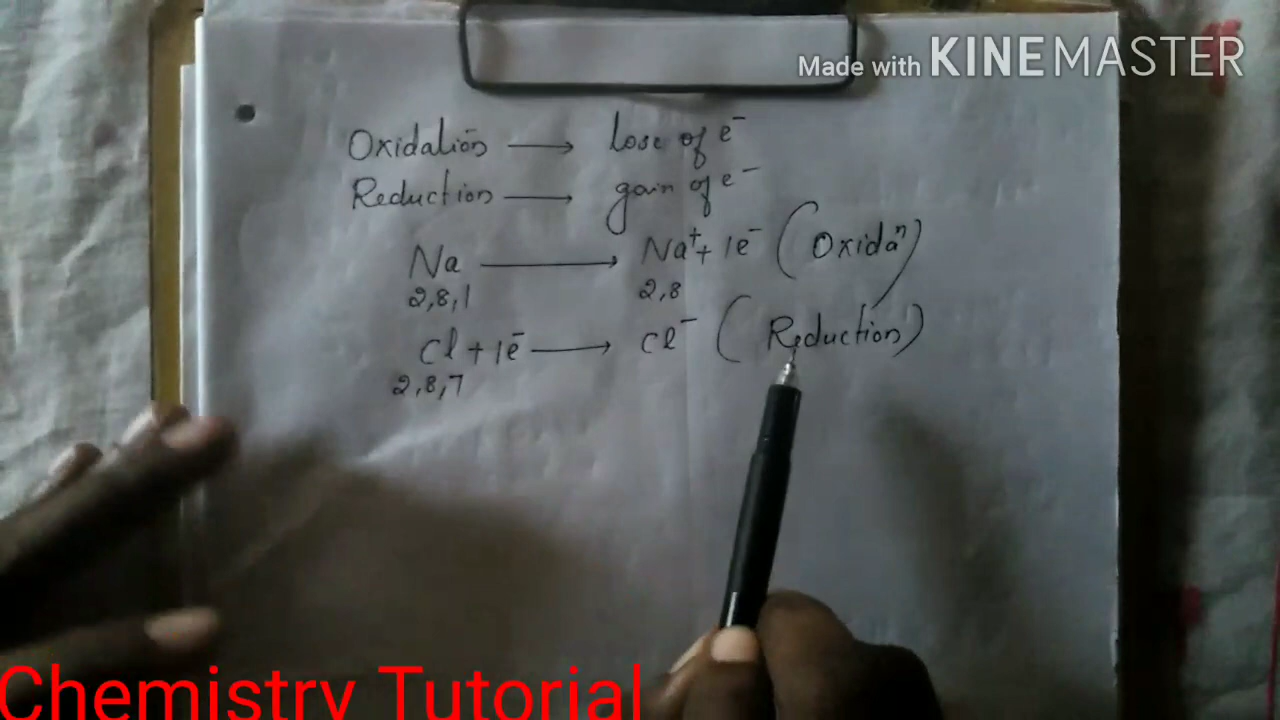 Made with KINEMASTER
Oxidation → lose of e⁻
Reduction → gain of e⁻
Na → Na⁺ + 1e⁻ (Oxidaⁿ)
2,8,1 2,8
Cl + 1e⁻ → Cl⁻ (Reduction)
2,8,7
Chemistry Tutorial